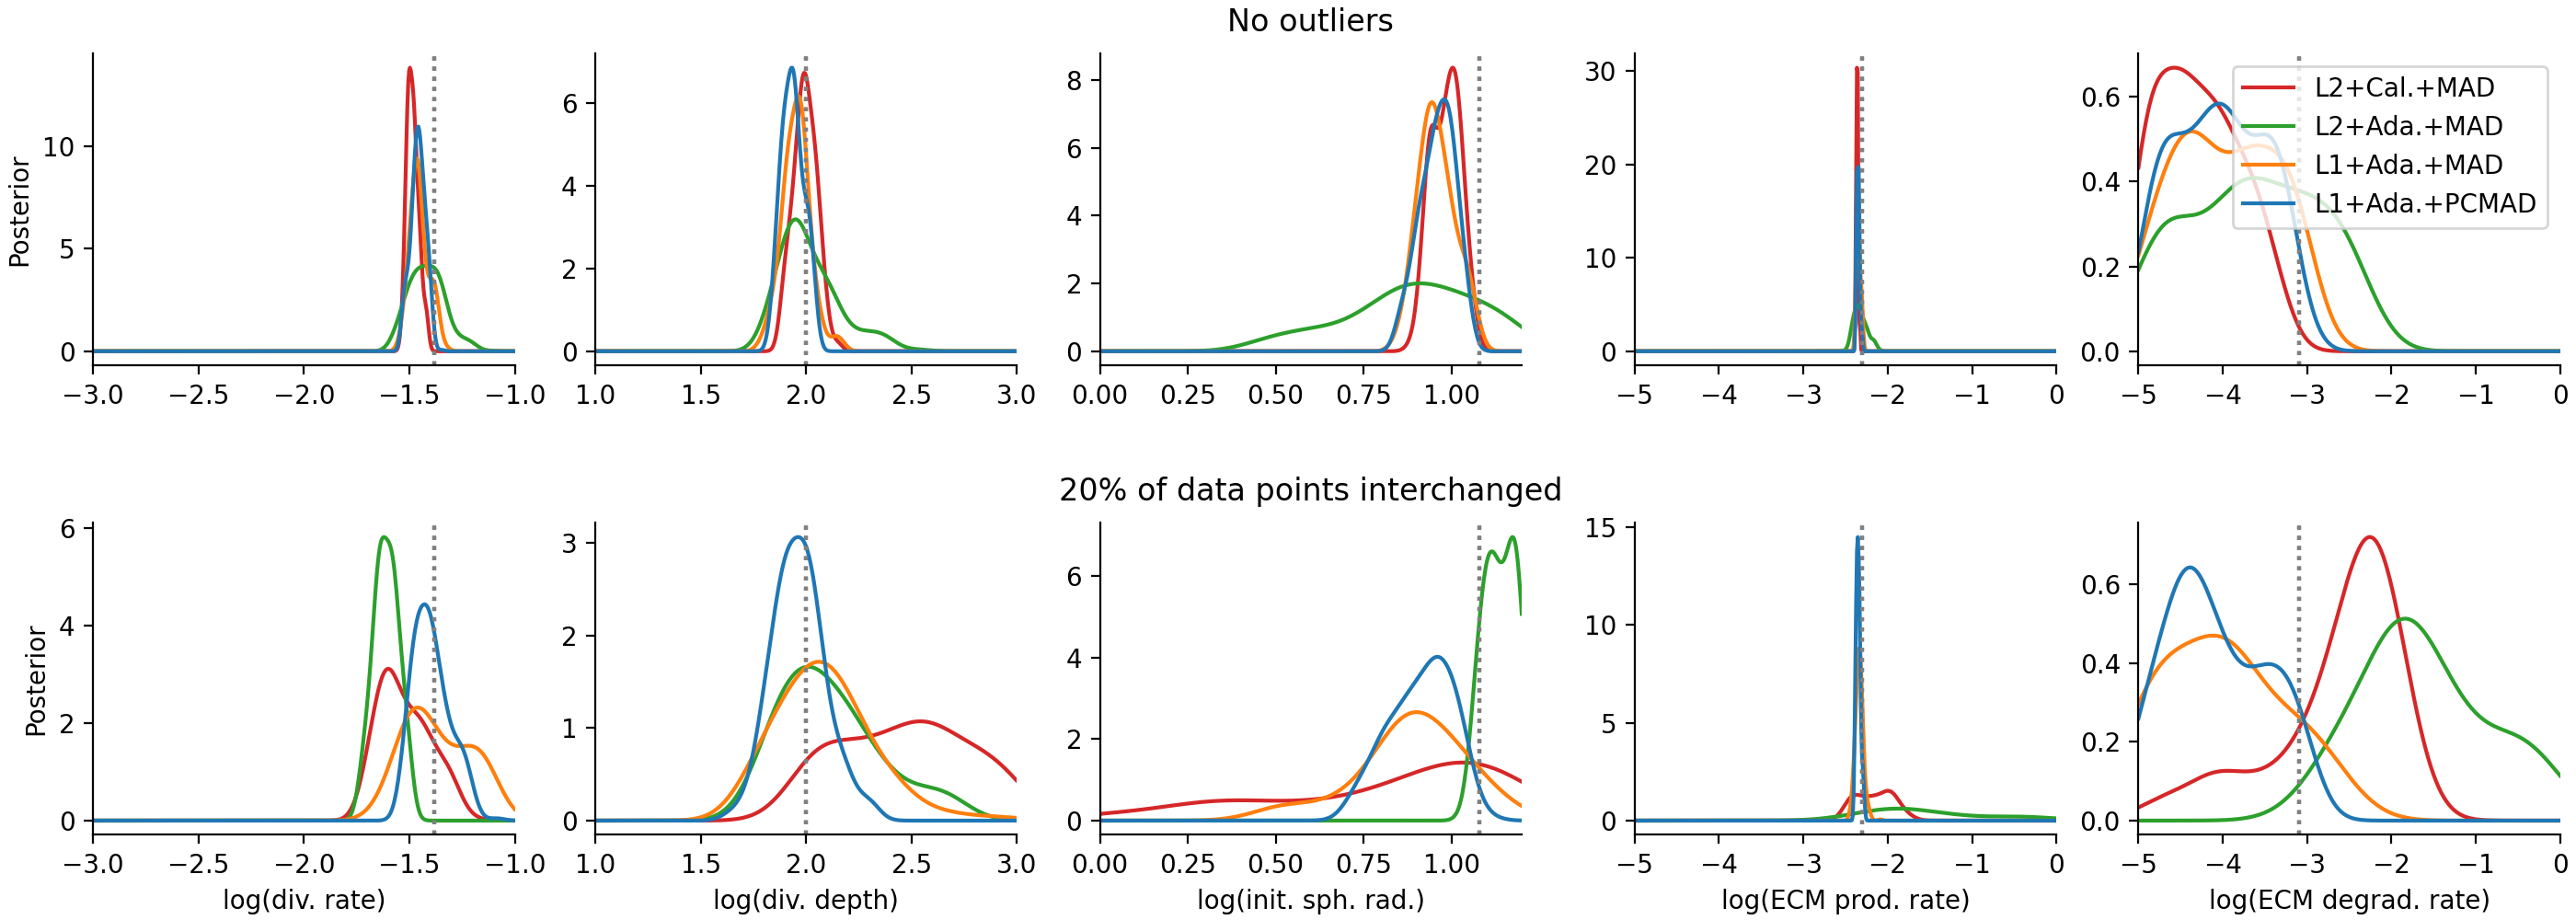 No outliers
Posterior
0
5
10
−3.0 −2.5 −2.0 −1.5 −1.0
0
2
4
6
1.0 1.5 2.0 2.5 3.0
0
2
4
6
8
0.00 0.25 0.50 0.75 1.00
0
10
20
30
−5 −4 −3 −2 −1 0
0.0
0.2
0.4
0.6
−5 −4 −3 −2 −1 0
L2+Cal.+MAD
L2+Ada.+MAD
L1+Ada.+MAD
L1+Ada.+PCMAD
20% of data points interchanged
Posterior
0
2
4
6
−3.0 −2.5 −2.0 −1.5 −1.0
log(div. rate)
0
1
2
3
1.0 1.5 2.0 2.5 3.0
log(div. depth)
0
2
4
6
0.00 0.25 0.50 0.75 1.00
log(init. sph. rad.)
0
5
10
15
−5 −4 −3 −2 −1 0
log(ECM prod. rate)
0.0
0.2
0.4
0.6
−5 −4 −3 −2 −1 0
log(ECM degrad. rate)